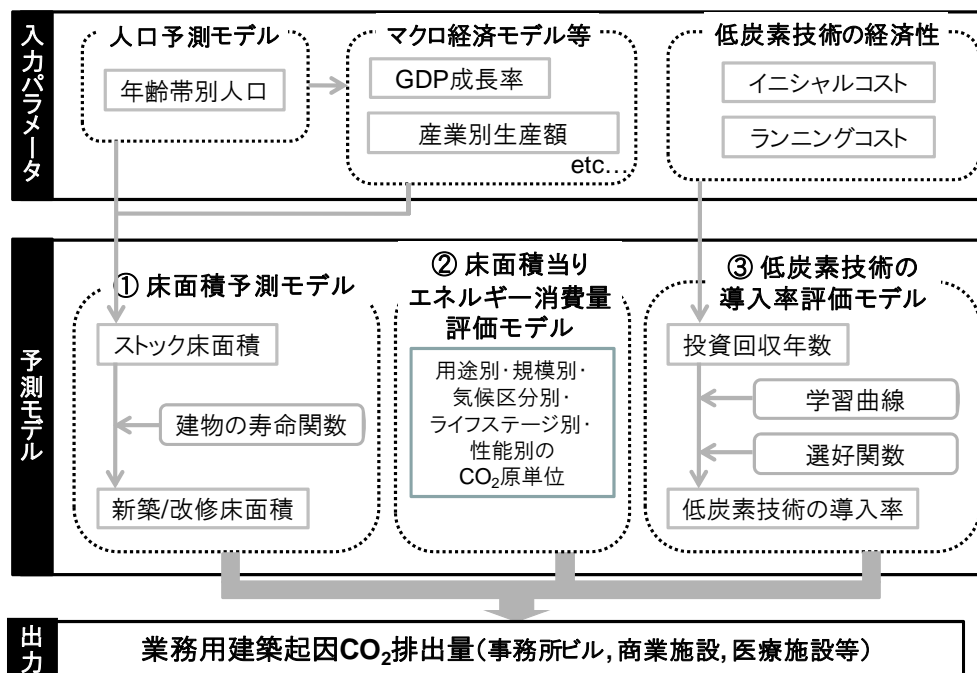 入力パラメータ
人口予測モデル
年齢帯別人口
マクロ経済モデル等
GDP成長率
産業別生産額
etc…
低炭素技術の経済性
イニシャルコスト
ランニングコスト
予測モデル
① 床面積予測モデル
ストック床面積
建物の寿命関数
新築/改修床面積
② 床面積当り
エネルギー消費量
評価モデル
用途別・規模別・
気候区分別・
ライフステージ別・
性能別の
CO₂原単位
③ 低炭素技術の
導入率評価モデル
投資回収年数
学習曲線
選好関数
低炭素技術の導入率
出力
業務用建築起因CO₂排出量(事務所ビル,商業施設,医療施設等)